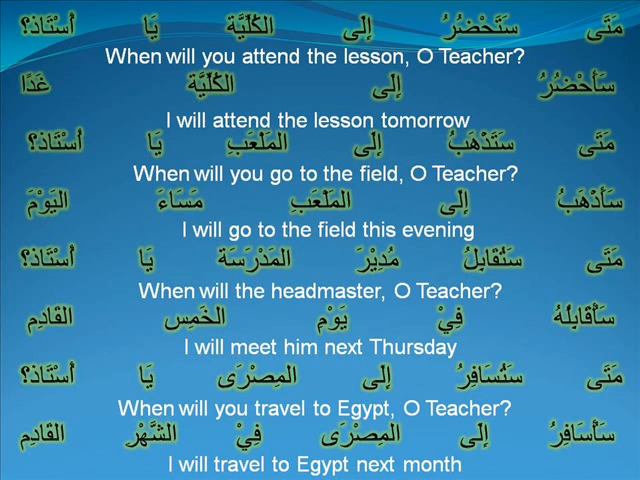 مَتَى سَتَحْضُرُ إِلَى الكُلِّيَّة يَا أُسْتَاذ؟
When will you attend the lesson, O Teacher?
سَأَحْضُرُ إِلَى الكُلِّيَّة غَدًا
I will attend the lesson tomorrow
مَتَى سَتَذْهَبُ إِلَى المَلْعَبِ يَا أُسْتَاذ؟
When will you go to the field, O Teacher?
سَأَذْهَبُ إِلَى المَلْعَبِ مَسَاءَ اليَوْمَ
I will go to the field this evening
مَتَى سَتُقَابِلُ مُدِيْرَ المَدْرَسَة يَا أُسْتَاذ؟
When will the headmaster, O Teacher?
سَأُقَابِلُهُ فِيْ يَوْمِ الخَمِسِ القَادِم
I will meet him next Thursday
مَتَى سَتُسَافِرُ إِلَى المِصْرَى يَا أُسْتَاذ؟
When will you travel to Egypt, O Teacher?
سَأُسَافِرُ إِلَى المِصْرَى فِيْ الشَّهْرِ القَادِم
I will travel to Egypt next month